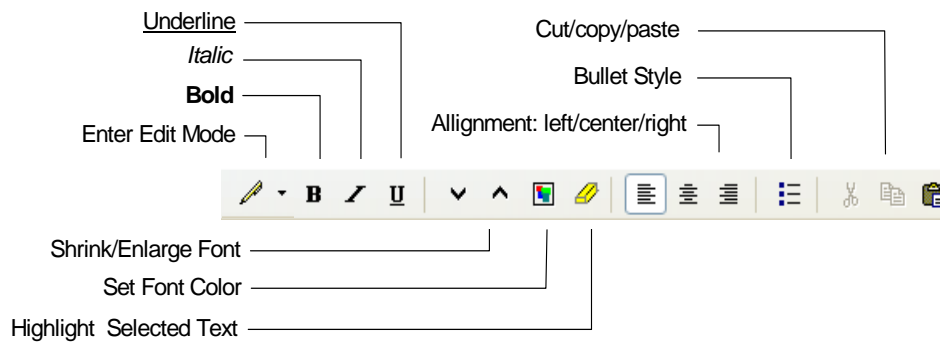 Underline
Italic
Bold
Enter Edit Mode
Cut/copy/paste
Bullet Style
Allignment: left/center/right
B I U
Shrink/Enlarge Font
Set Font Color
Highlight Selected Text